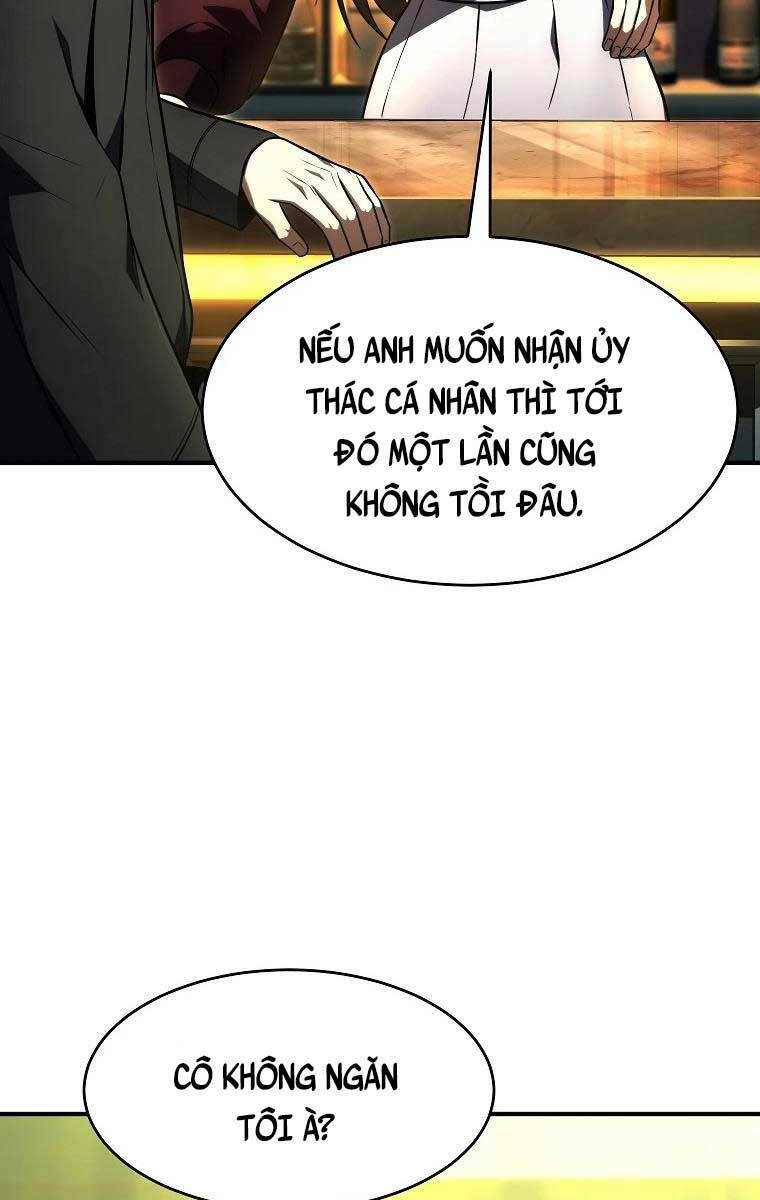 NẾU ANH MUỐN NHẬN ỦY
THÁC CÁ NHÂN THÌ TỚI
ĐÓ MỘT LẦN CŨNG
KHÔNG TỒI ĐÂU.
CÔ KHÔNG NGĂN
TÔI À?